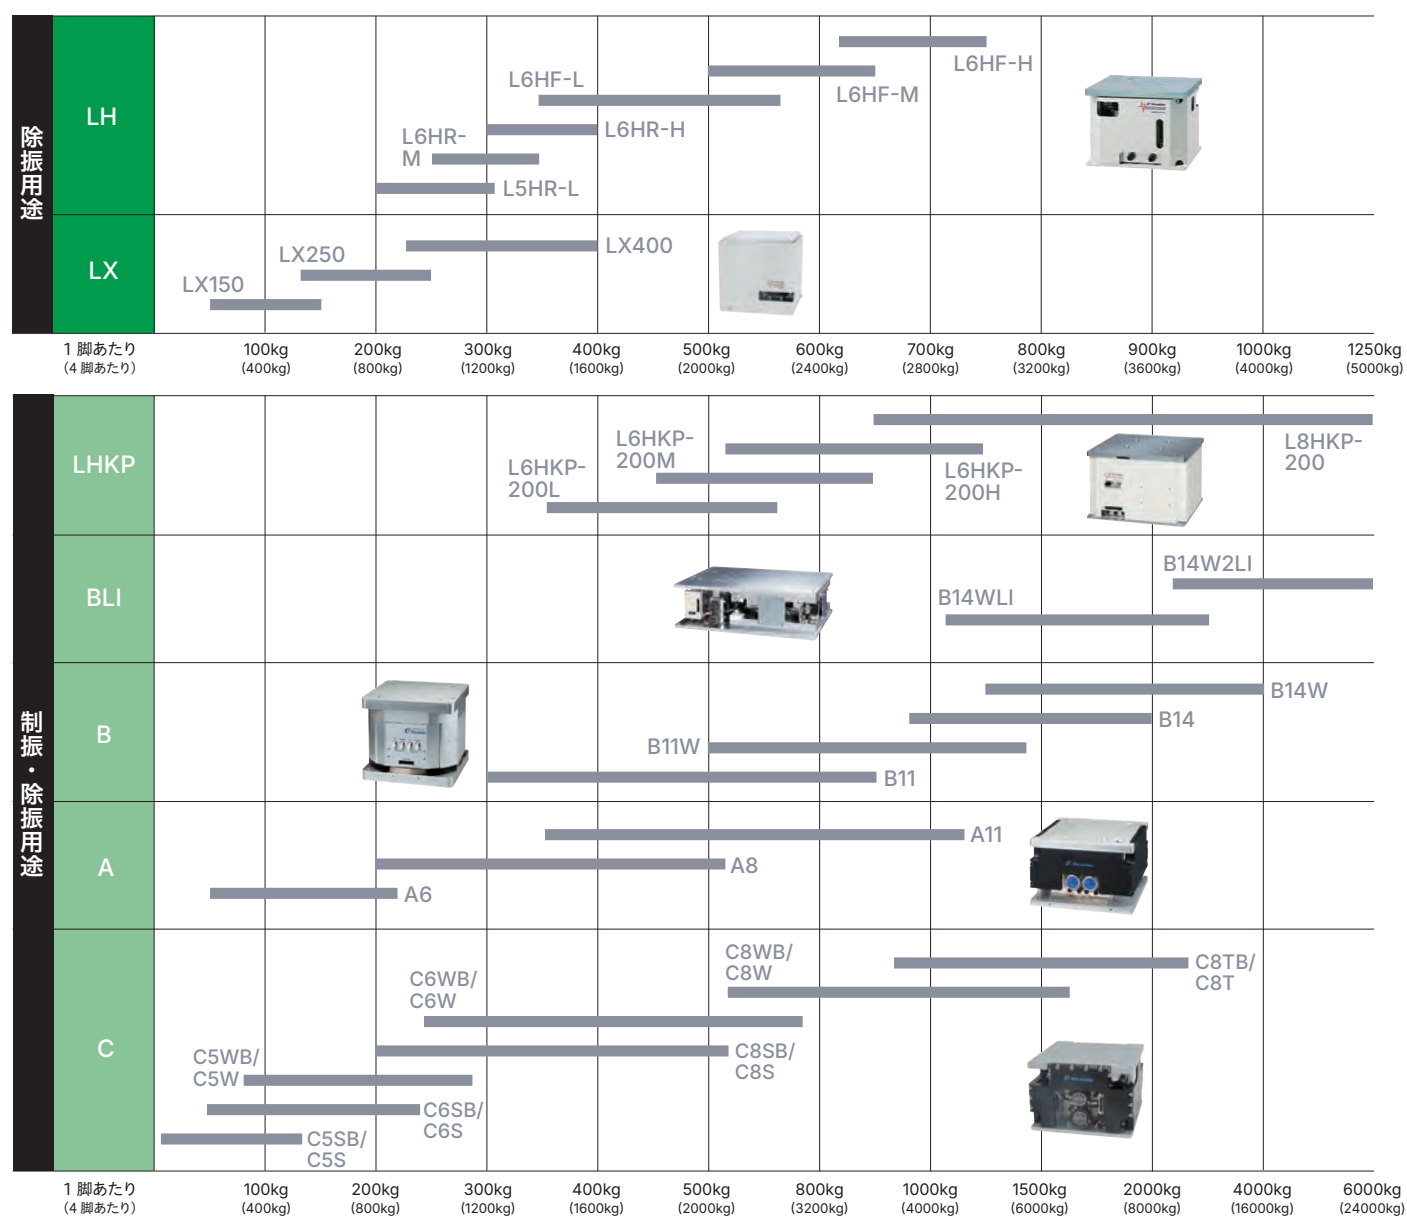 除振用途
LH
L6HF-H
L6HF-L
L6HF-M
L6HR-
M
L6HR-H
L5HR-L
LX
LX400
LX250
LX150
1 脚あたり 100kg 200kg 300kg 400kg 500kg 600kg 700kg 800kg 900kg 1000kg 1250kg
(4 脚あたり) (400kg) (800kg) (1200kg) (1600kg) (2000kg) (2400kg) (2800kg) (3200kg) (3600kg) (4000kg) (5000kg)
制振・除振用途
LHKP
L8HKP-
200
L6HKP-
200M
L6HKP-
200H
L6HKP-
200L
BLI
B14W2LI
B14WLI
B
B14W
B14
B11W
B11
A
A11
A8
A6
C
C8WB/
C8W
C8TB/
C8T
C6WB/
C6W
C8SB/
C8S
C5WB/
C5W
C6SB/
C6S
C5SB/
C5S
1 脚あたり 100kg 200kg 300kg 400kg 500kg 800kg 1000kg 1500kg 2000kg 4000kg 6000kg
(4 脚あたり) (400kg) (800kg) (1200kg) (1600kg) (2000kg) (3200kg) (4000kg) (6000kg) (8000kg) (16000kg) (24000kg)